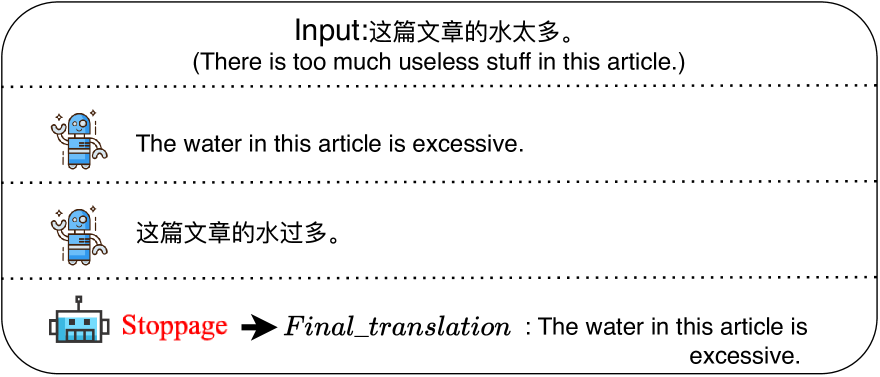 Input:这篇文章的水太多。
(There is too much useless stuff in this article.)
The water in this article is excessive.
这篇文章的水过多。
Stoppage → Final_translation : The water in this article is
excessive.